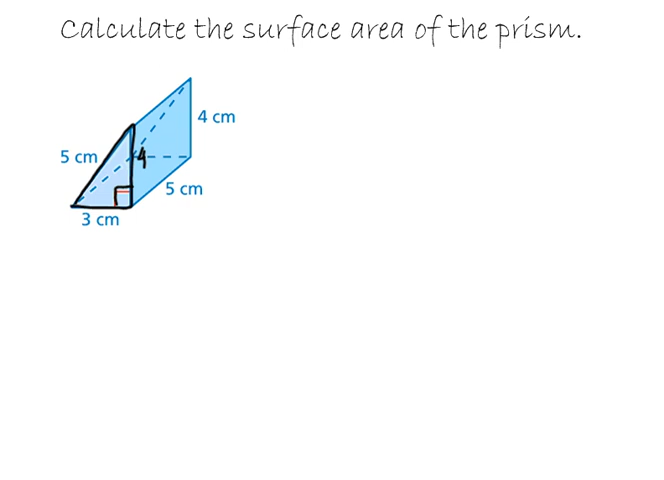 Calculate the surface area of the prism.
4 cm
5 cm
4
5 cm
3 cm